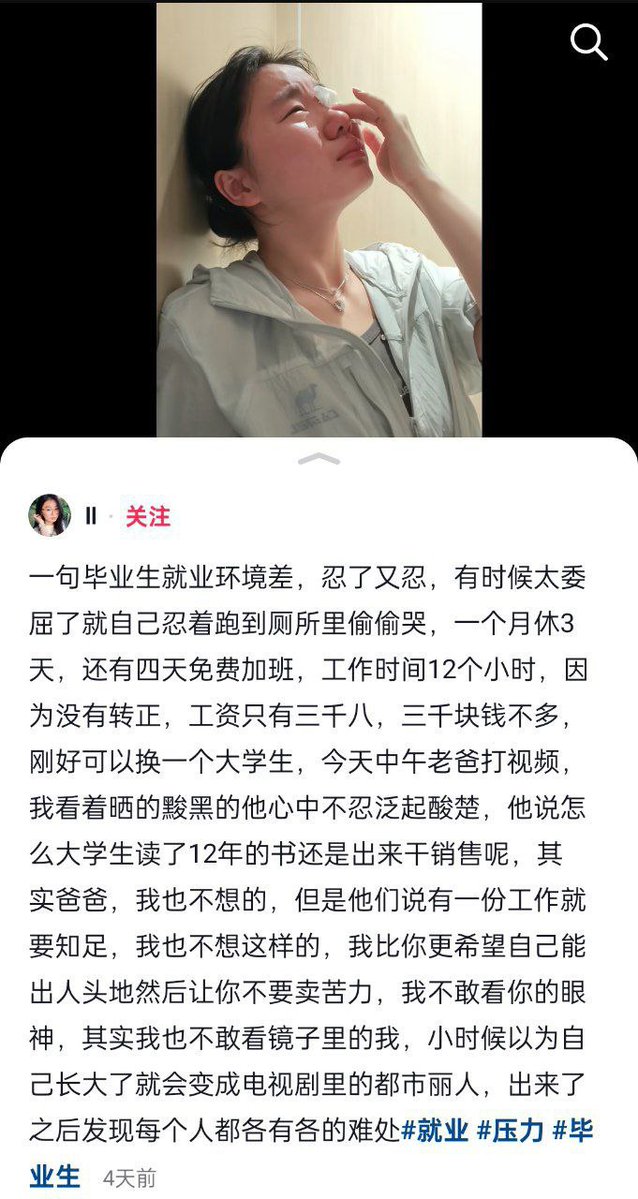 ll · 关注
一句毕业生就业环境差，忍了又忍，有时候太委
屈了就自己忍着跑到厕所里偷偷哭，一个月休3
天，还有四天免费加班，工作时间12个小时，因
为没有转正，工资只有三千八，三千块钱不多，
刚好可以换一个大学生，今天中午老爸打视频，
我看着晒的黢黑的他心中不忍泛起酸楚，他说怎
么大学生读了12年的书还是出来干销售呢，其
实爸爸，我也不想的，但是他们说有一份工作就
要知足，我也不想这样的，我比你更希望自己能
出人头地然后让你不要卖苦力，我不敢看你的眼
神，其实我也不敢看镜子里的我，小时候以为自
己长大了就会变成电视剧里的都市丽人，出来了
之后发现每个人都各有各的难处#就业 #压力 #毕
业生 4天前